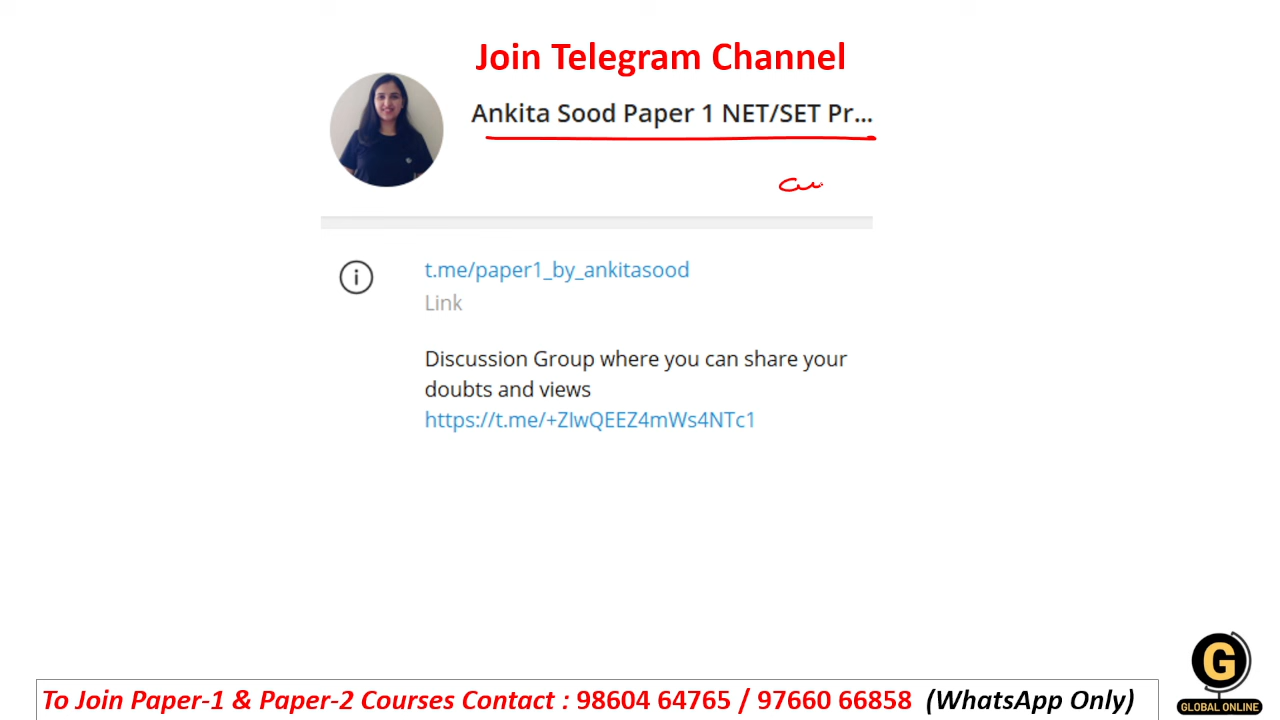 Join Telegram Channel
Ankita Sood Paper 1 NET/SET Pr...
t.me/paper1_by_ankitasood
Link
Discussion Group where you can share your
doubts and views
https://t.me/+ZIwQEEZ4mWs4NTc1
G
GLOBAL ONLINE
To Join Paper-1 & Paper-2 Courses Contact : 98604 64765 / 97660 66858 (WhatsApp Only)